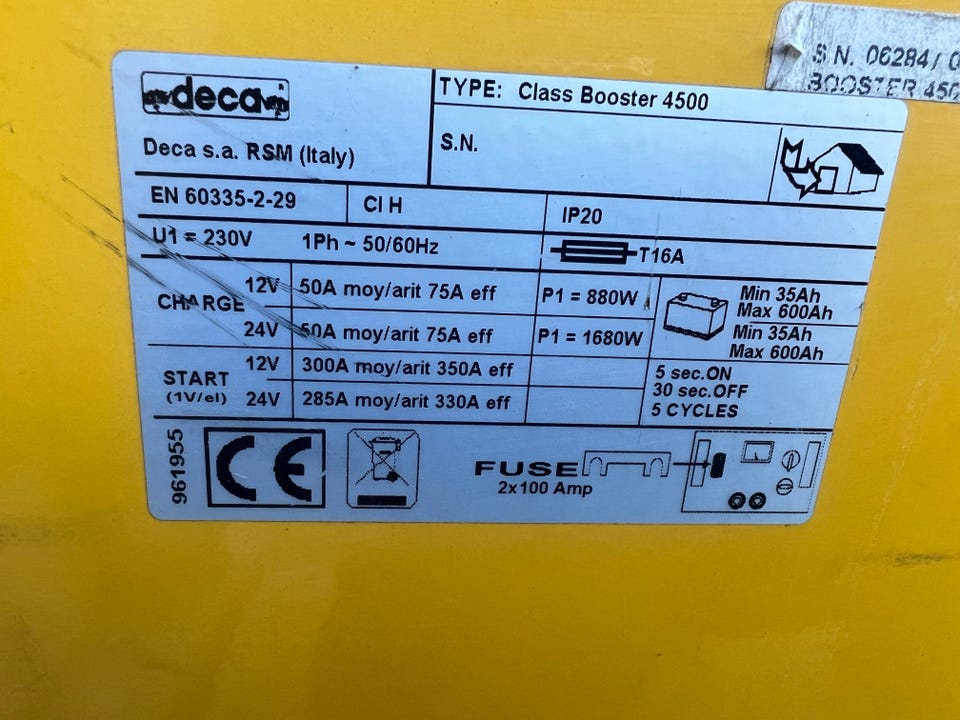 S N. 06284 / 0
BOOSTER 450
deca
Deca s.a. RSM (Italy)
TYPE: Class Booster 4500
S.N.
EN 60335-2-29 Cl H IP20
U1 = 230V 1Ph ~ 50/60Hz T16A
CHARGE
12V 50A moy/arit 75A eff P1 = 880W Min 35Ah Max 600Ah
24V 50A moy/arit 75A eff P1 = 1680W Min 35Ah Max 600Ah
START (1V/el)
12V 300A moy/arit 350A eff
24V 285A moy/arit 330A eff
5 sec.ON
30 sec.OFF
5 CYCLES
961955
CE
FUSE
2x100 Amp